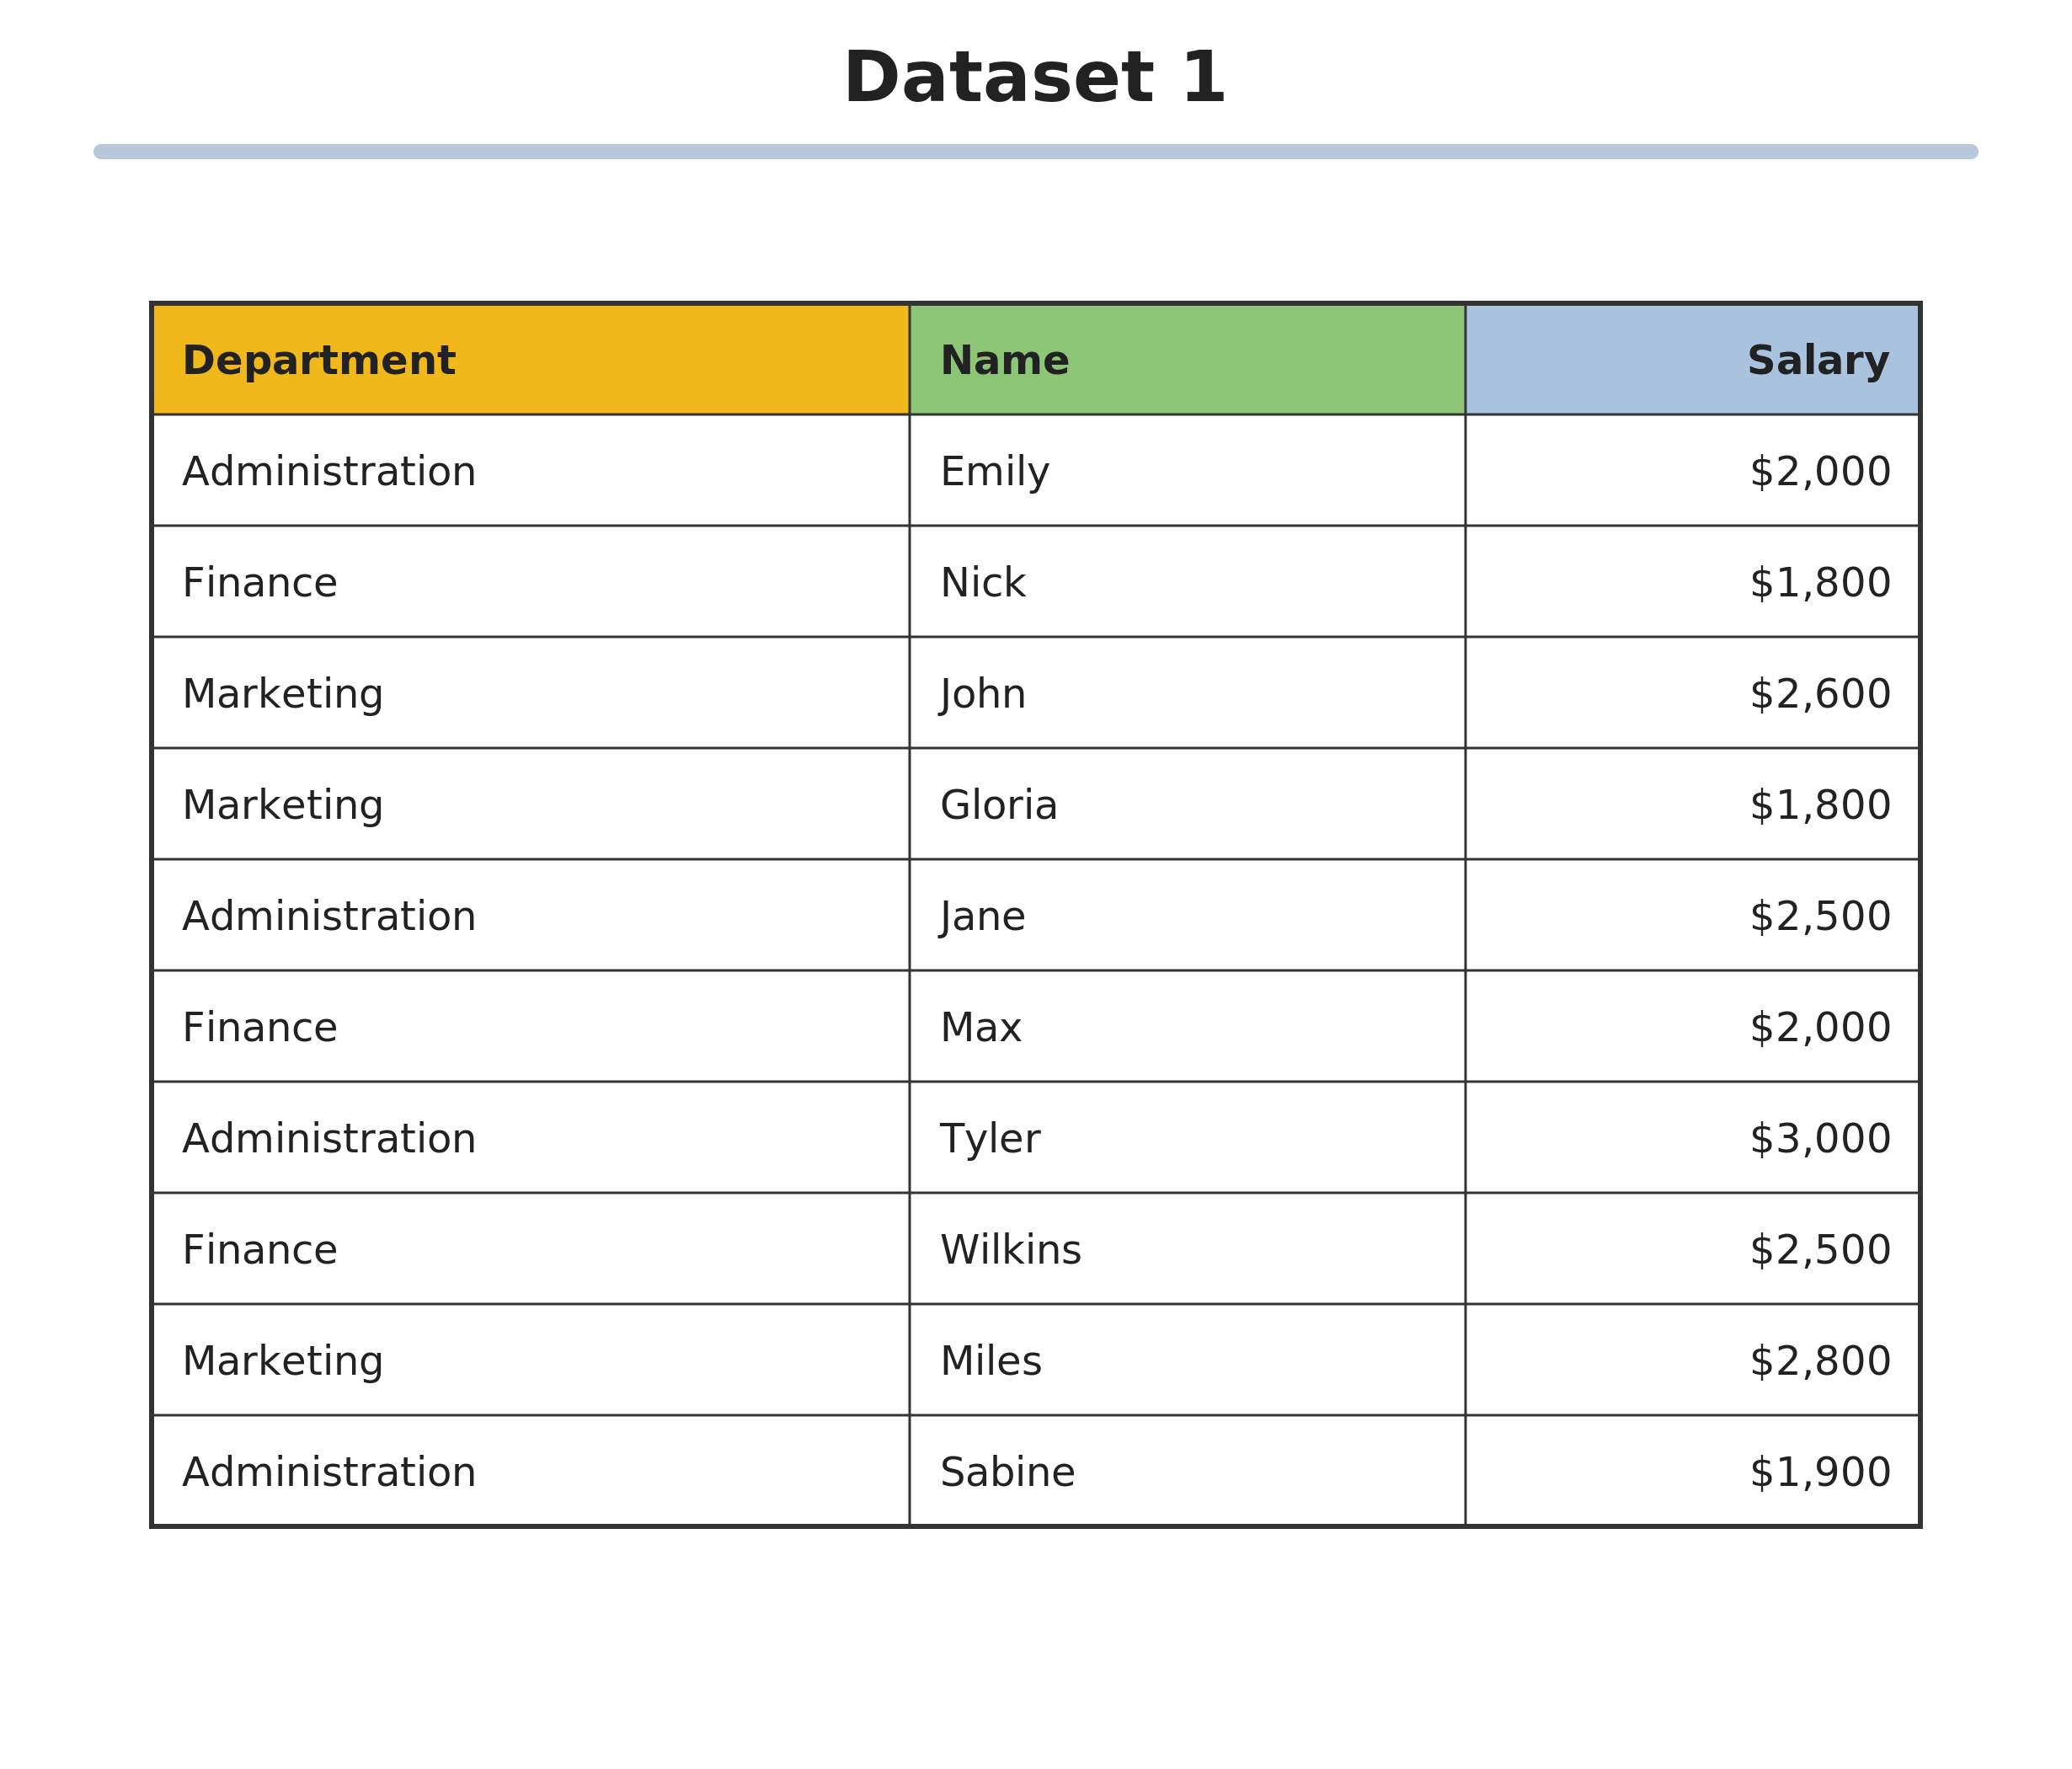 Dataset 1
Department Name Salary
Administration Emily $2,000
Finance Nick $1,800
Marketing John $2,600
Marketing Gloria $1,800
Administration Jane $2,500
Finance Max $2,000
Administration Tyler $3,000
Finance Wilkins $2,500
Marketing Miles $2,800
Administration Sabine $1,900